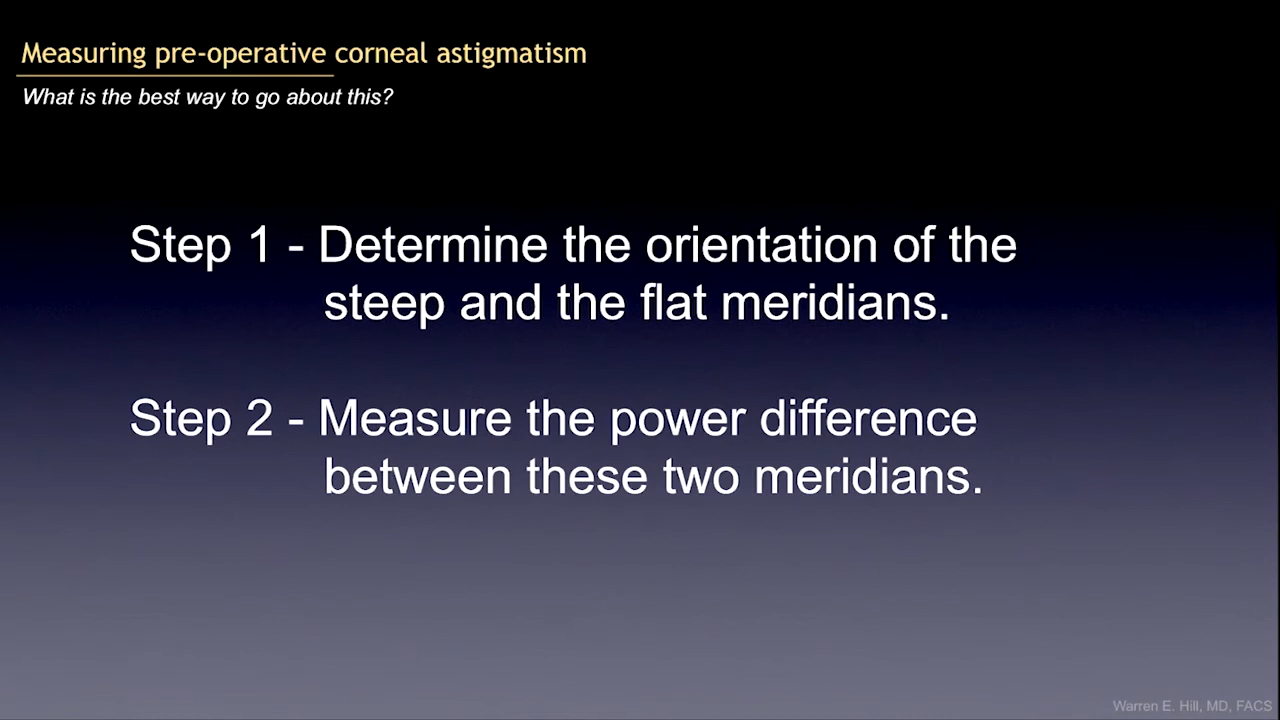 Measuring pre-operative corneal astigmatism
What is the best way to go about this?
Step 1 - Determine the orientation of the
steep and the flat meridians.
Step 2 - Measure the power difference
between these two meridians.
Warren E. Hill, MD, FACS